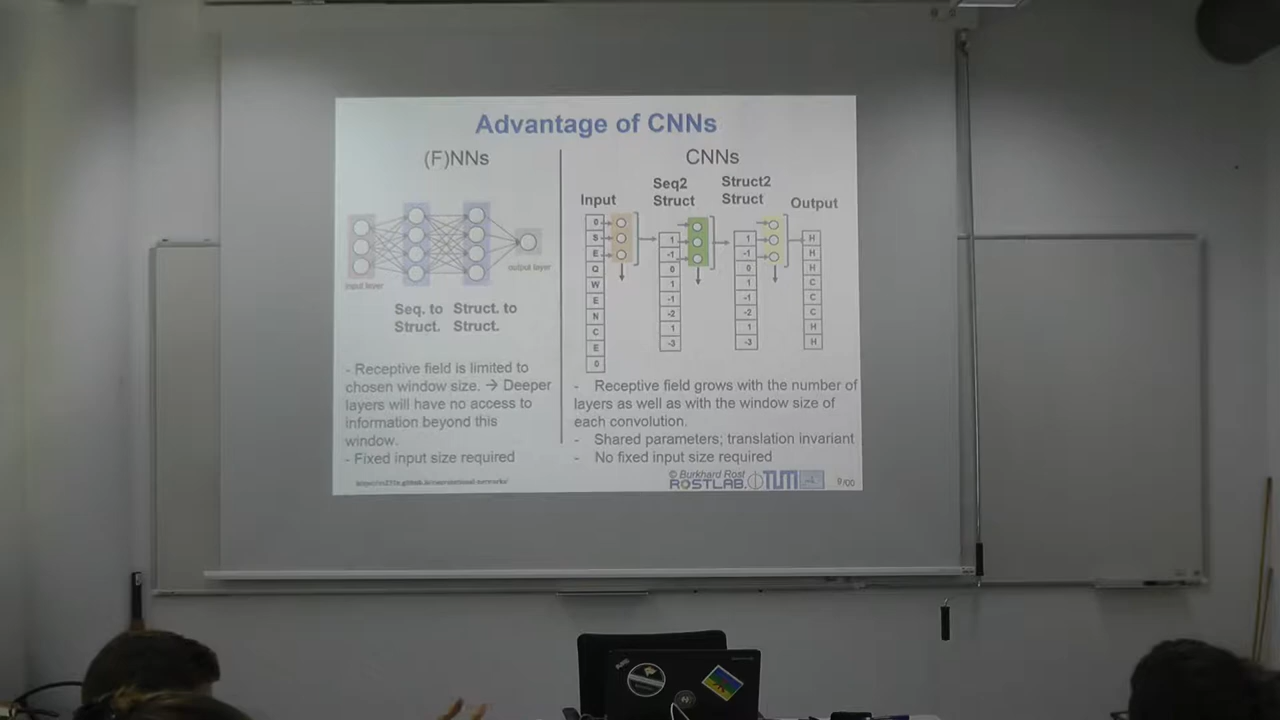 Advantage of CNNs
(F)NNs
input layer
output layer
Seq. to Struct. to
Struct. Struct.
- Receptive field is limited to
chosen window size. → Deeper
layers will have no access to
information beyond this
window.
- Fixed input size required
CNNs
Seq2 Struct2
Struct Struct
Input Output
0
S
E
Q
W
E
N
C
E
0
1
-1
0
1
-1
-2
1
-3
1
-1
0
1
-1
-2
1
-3
H
H
H
C
C
C
H
H
- Receptive field grows with the number of
layers as well as with the window size of
each convolution.
- Shared parameters; translation invariant
- No fixed input size required
© Burkhard Rost
ROSTLAB. TUM
9/00